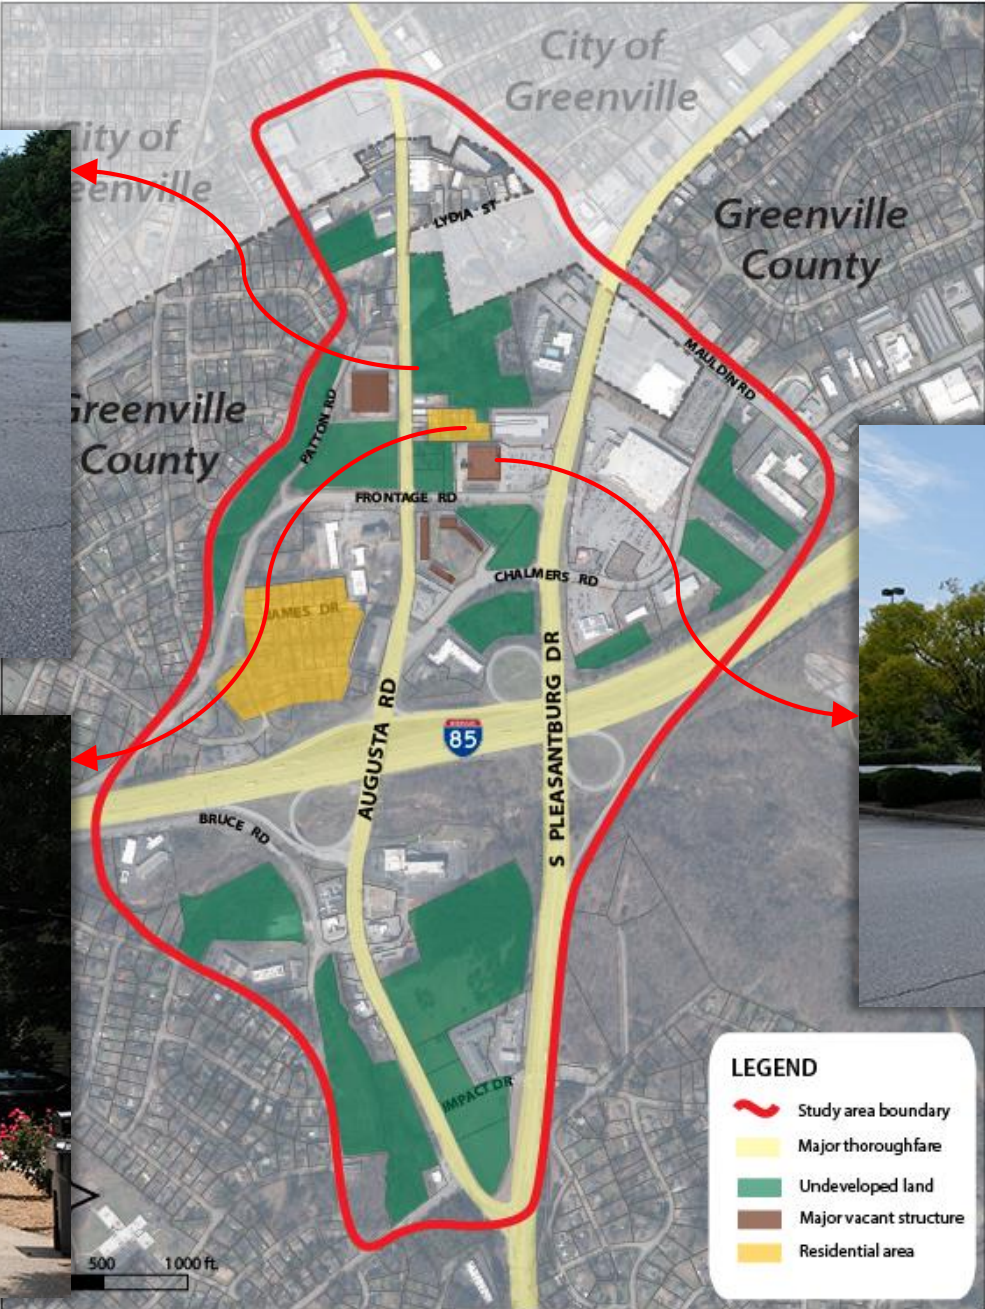 City of
Greenville
City of
eenville
LYDIA ST
Greenville
County
MAULDIN RD
PATTON RD
Greenville
County
FRONTAGE RD
CHALMERS RD
JAMES DR
AUGUSTA RD
S PLEASANTBURG DR
85
BRUCE RD
IMPACT DR
LEGEND
Study area boundary
Major thoroughfare
Undeveloped land
Major vacant structure
Residential area
500
1000 ft.